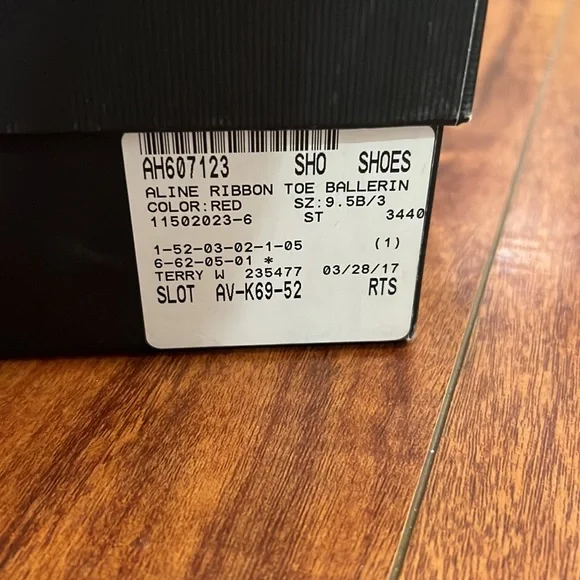 AH607123 SHO SHOES
ALINE RIBBON TOE BALLERIN
COLOR:RED SZ:9.5B/3
11502023-6 ST 3440
1-52-03-02-1-05 (1)
6-62-05-01 *
TERRY W 235477 03/28/17
SLOT AV-K69-52 RTS